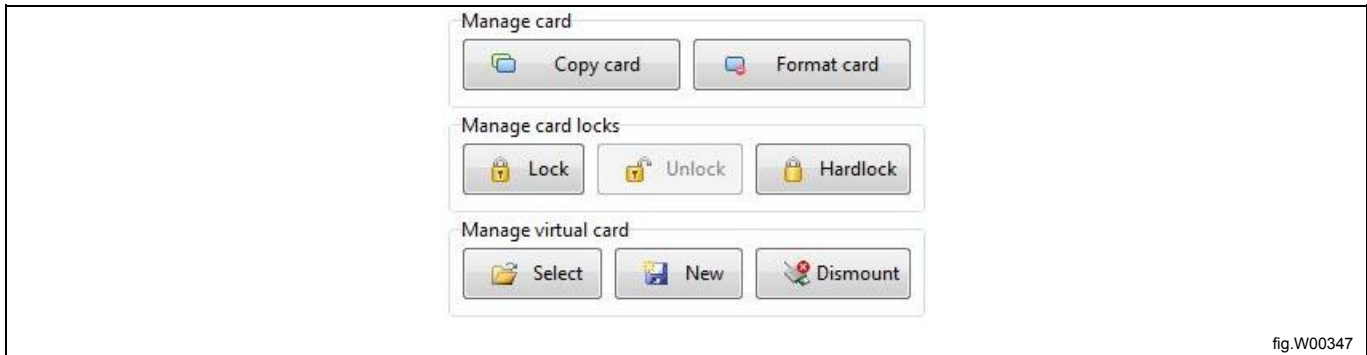 Manage card
Copy card Format card
Manage card locks
Lock Unlock Hardlock
Manage virtual card
Select New Dismount
fig.W00347